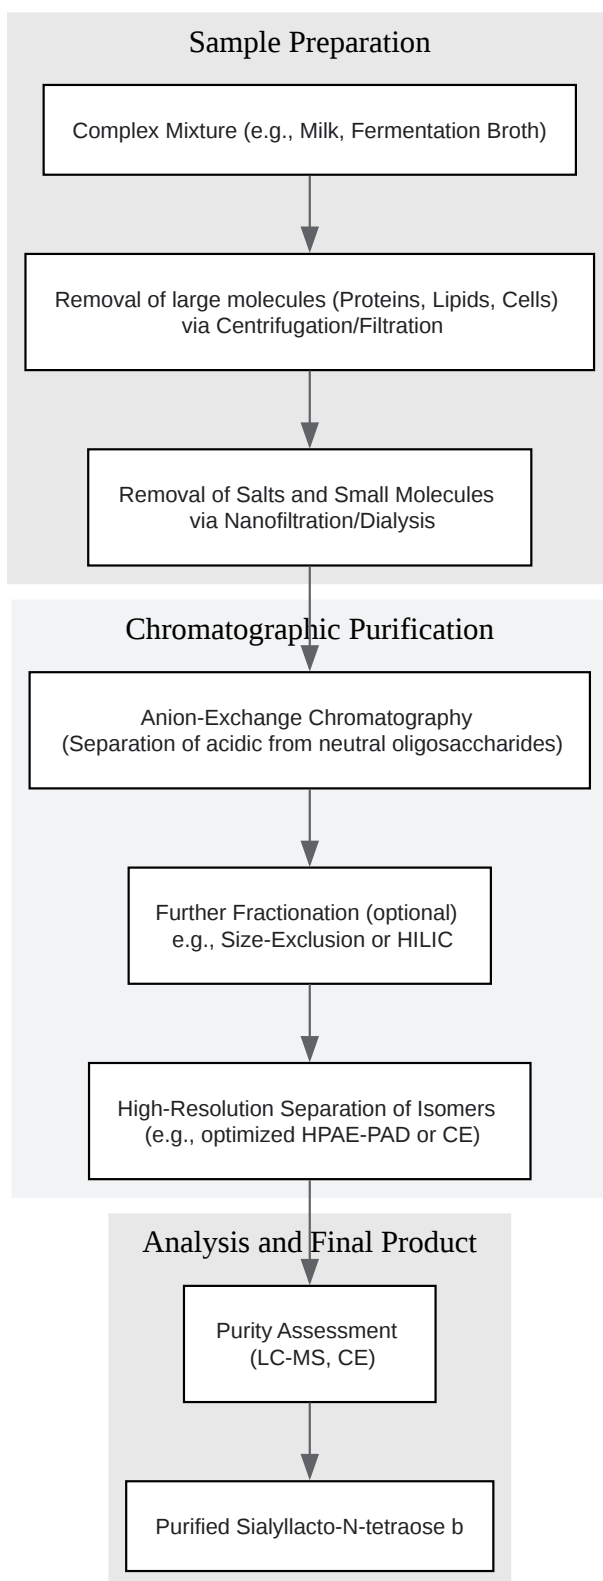 Sample Preparation
Complex Mixture (e.g., Milk, Fermentation Broth)
Removal of large molecules (Proteins, Lipids, Cells)
via Centrifugation/Filtration
Removal of Salts and Small Molecules
via Nanofiltration/Dialysis
Chromatographic Purification
Anion-Exchange Chromatography
(Separation of acidic from neutral oligosaccharides)
Further Fractionation (optional)
e.g., Size-Exclusion or HILIC
High-Resolution Separation of Isomers
(e.g., optimized HPAE-PAD or CE)
Analysis and Final Product
Purity Assessment
(LC-MS, CE)
Purified Sialyllacto-N-tetraose b